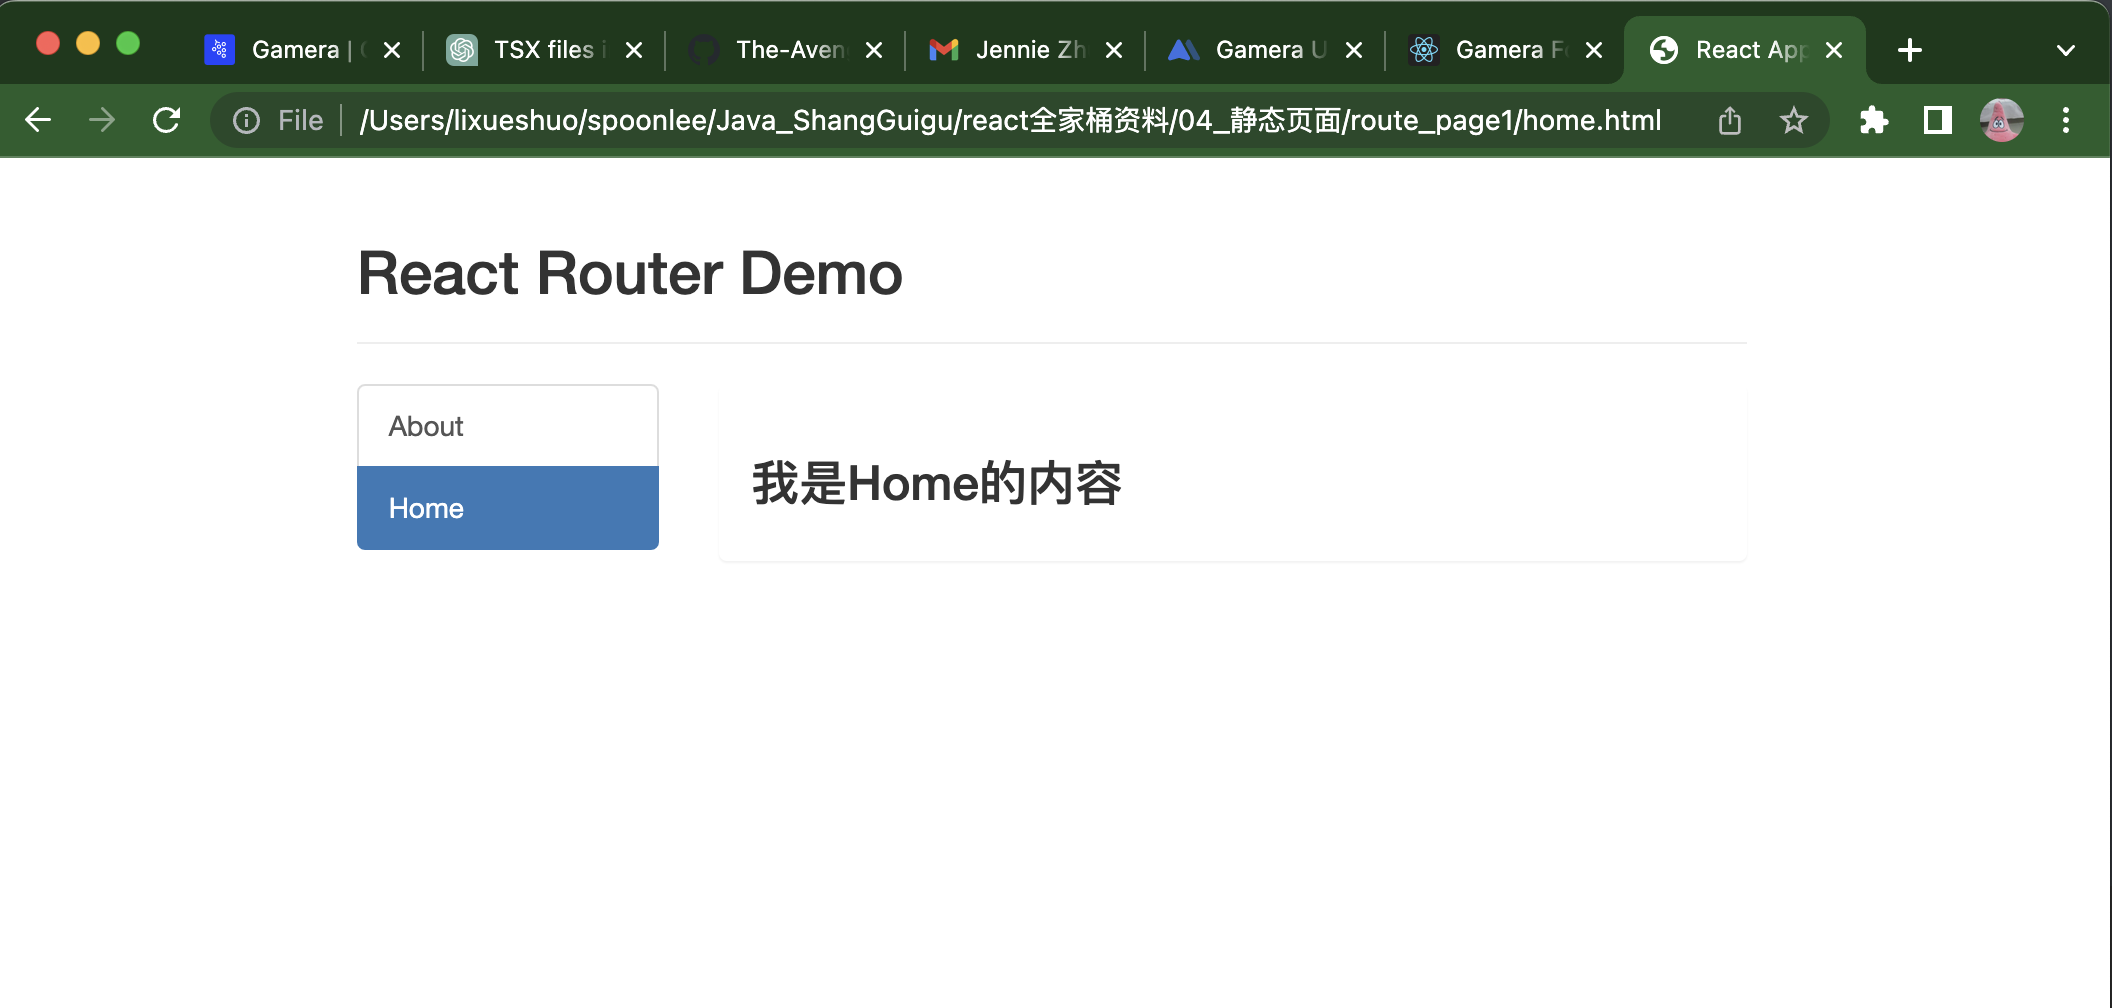 Gamera | TSX files i The-Aven Jennie Zh Gamera U Gamera Fo React App
File /Users/lixueshuo/spoonlee/Java_ShangGuigu/react全家桶资料/04_静态页面/route_page1/home.html
React Router Demo
About
Home
我是Home的内容